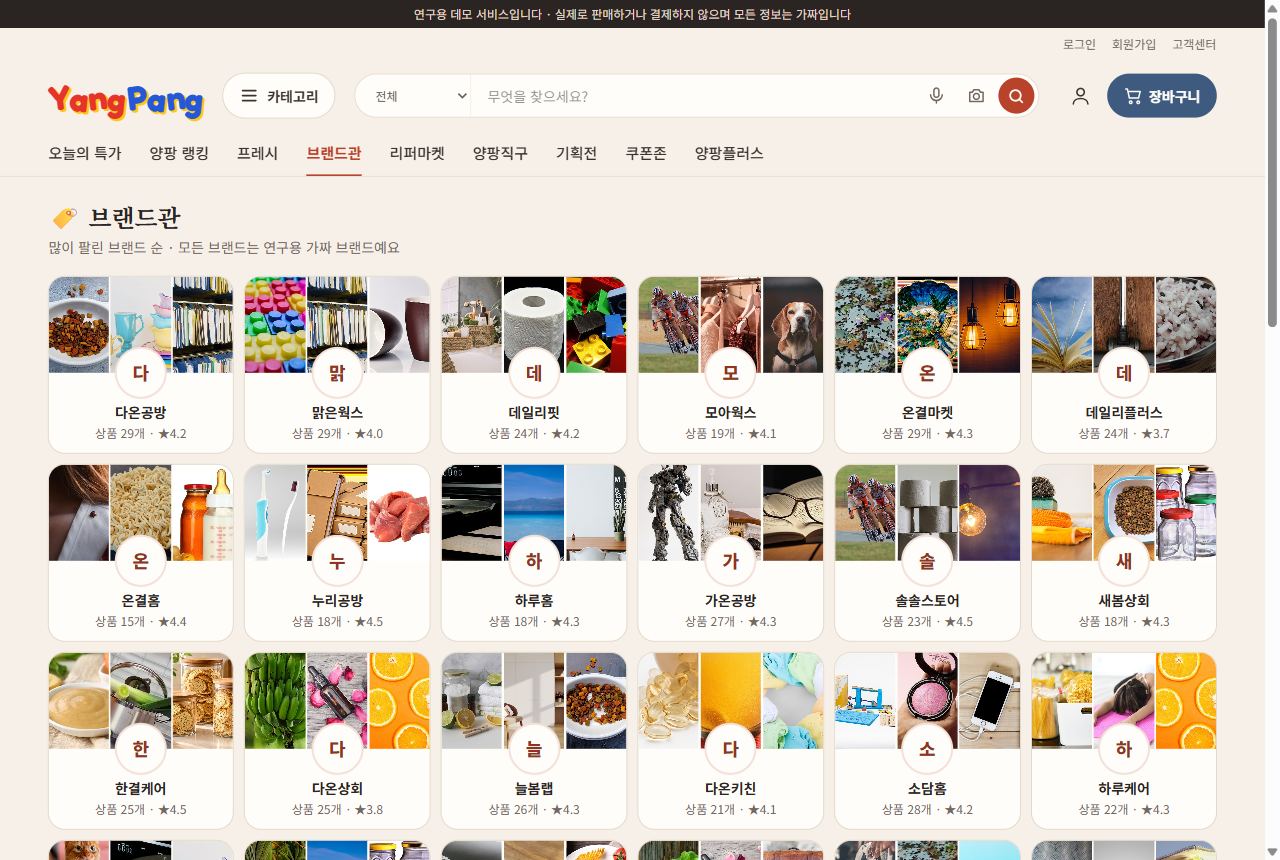 연구용 데모 서비스입니다 · 실제로 판매하거나 결제하지 않으며 모든 정보는 가짜입니다
로그인 회원가입 고객센터
YangPang 카테고리 전체 무엇을 찾으세요? 장바구니
오늘의 특가 양팡 랭킹 프레시 브랜드관 리퍼마켓 양팡직구 기획전 쿠폰존 양팡플러스
브랜드관
많이 팔린 브랜드 순 · 모든 브랜드는 연구용 가짜 브랜드예요
다 맑 데 모 온 데
다온공방 맑은웍스 데일리핏 모아웍스 온결마켓 데일리플러스
상품 29개 · ★4.2 상품 29개 · ★4.0 상품 24개 · ★4.2 상품 19개 · ★4.1 상품 29개 · ★4.3 상품 24개 · ★3.7
온 누 하 가 솔 새
온결홈 누리공방 하루홈 가온공방 솔솔스토어 새봄상회
상품 15개 · ★4.4 상품 18개 · ★4.5 상품 18개 · ★4.3 상품 27개 · ★4.3 상품 23개 · ★4.5 상품 18개 · ★4.3
한 다 늘 다 소 하
한결케어 다온상회 늘봄랩 다온키친 소담홈 하루케어
상품 25개 · ★4.5 상품 25개 · ★3.8 상품 26개 · ★4.3 상품 21개 · ★4.1 상품 28개 · ★4.2 상품 22개 · ★4.3